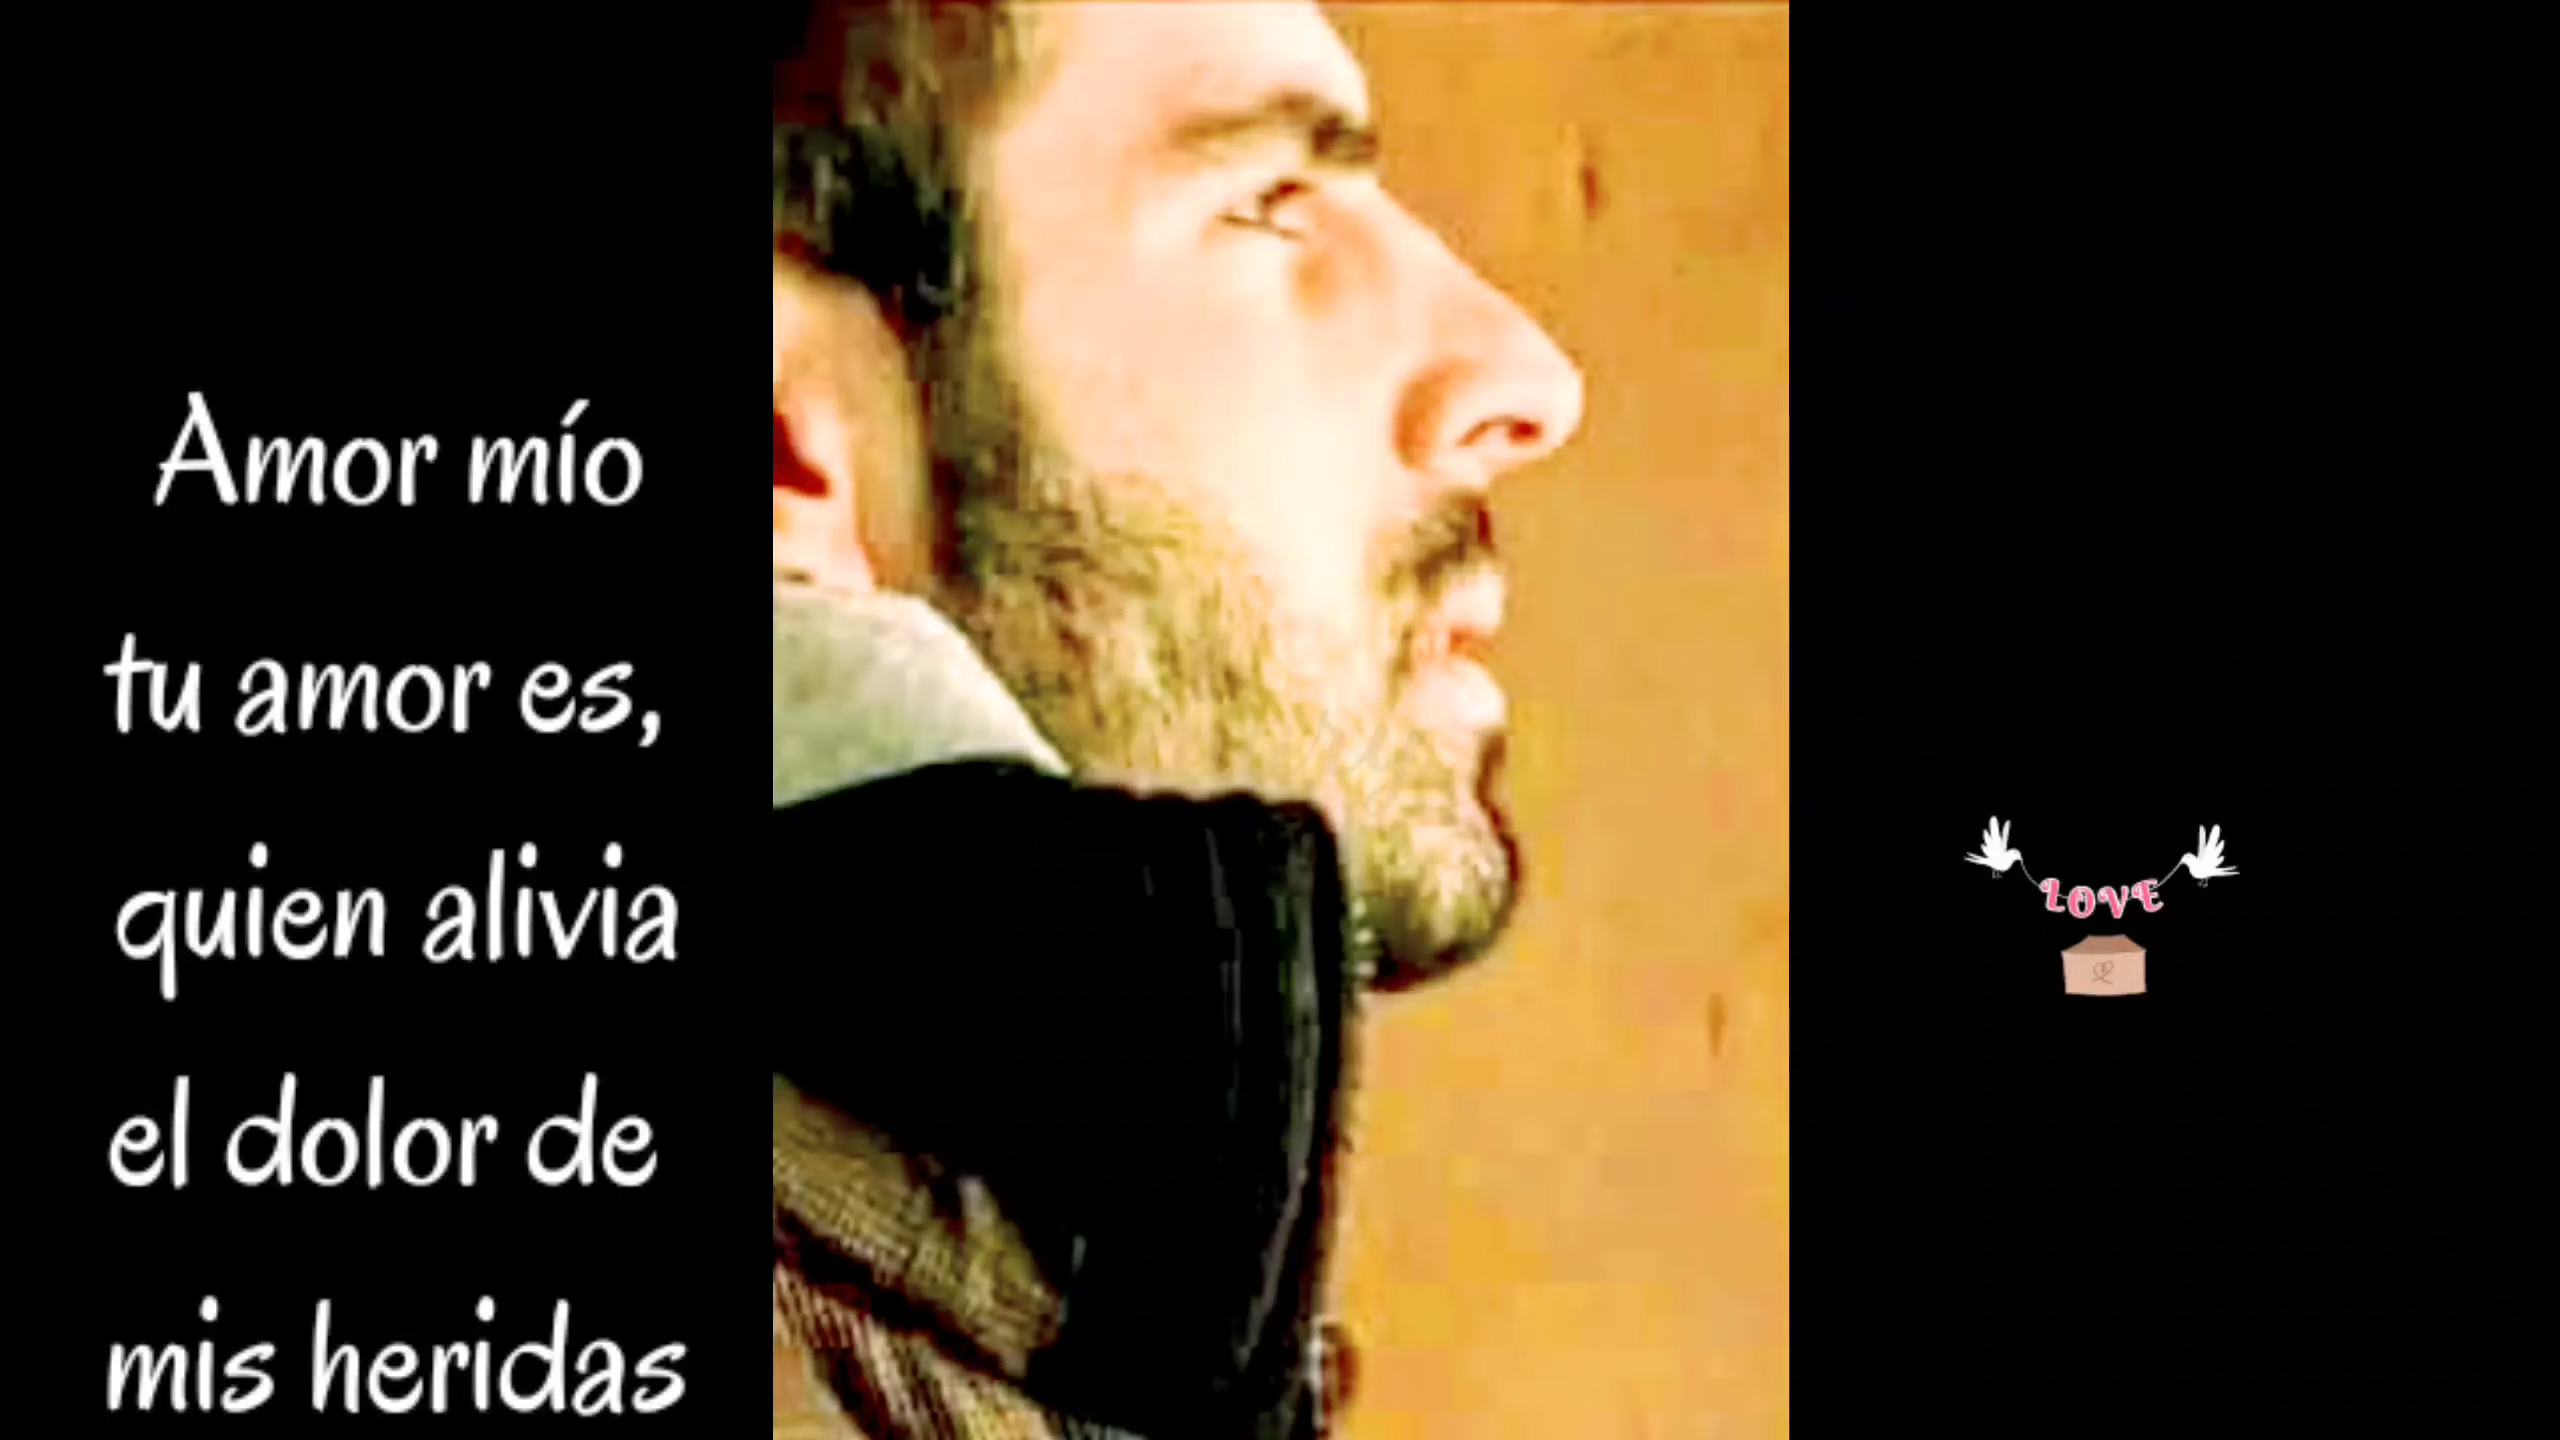 Amor mío
tu amor es,
quien alivia
el dolor de
mis heridas
LOVE